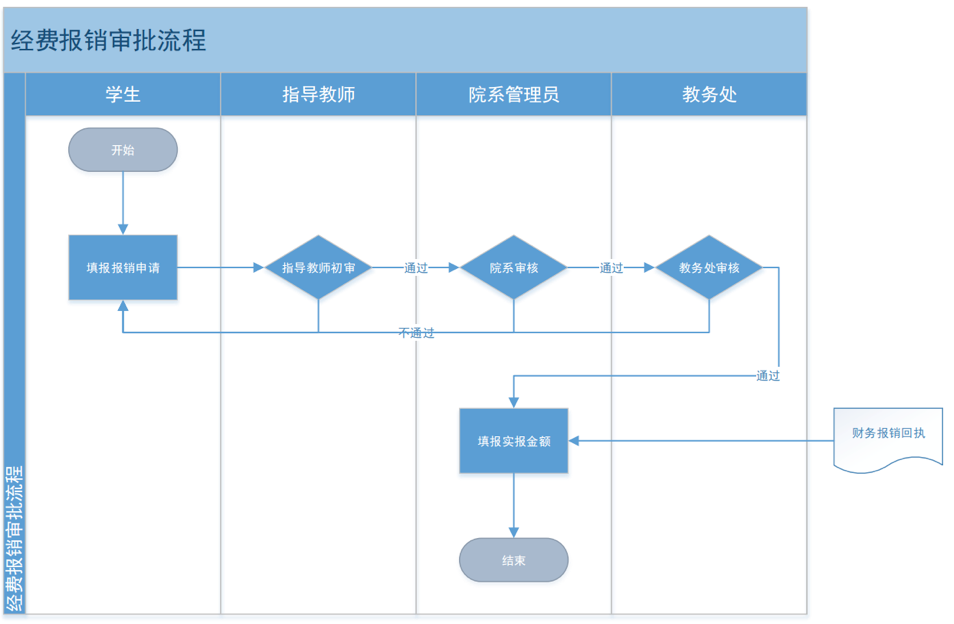 经费报销审批流程
学生
指导教师
院系管理员
教务处
开始
填报报销申请
指导教师初审
通过
院系审核
通过
教务处审核
不通过
通过
填报实报金额
财务报销回执
结束
经费报销审批流程